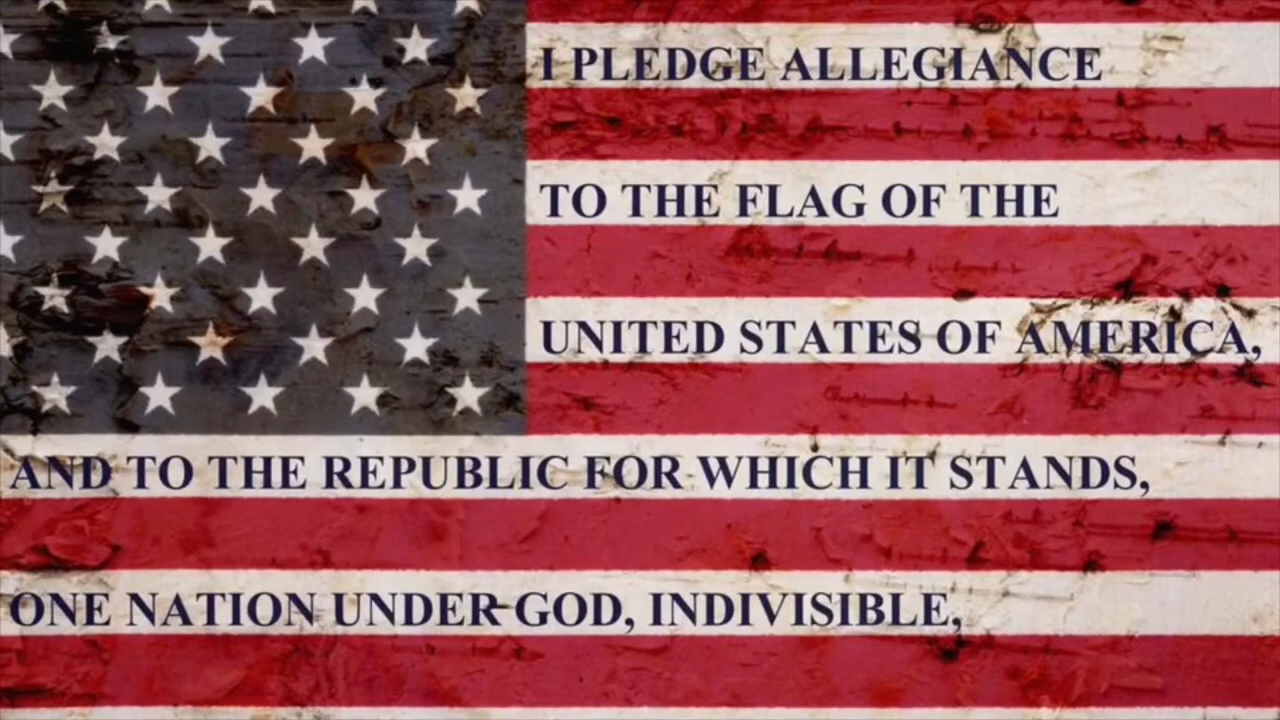 I PLEDGE ALLEGIANCE
TO THE FLAG OF THE
UNITED STATES OF AMERICA,
AND TO THE REPUBLIC FOR WHICH IT STANDS,
ONE NATION UNDER GOD, INDIVISIBLE,